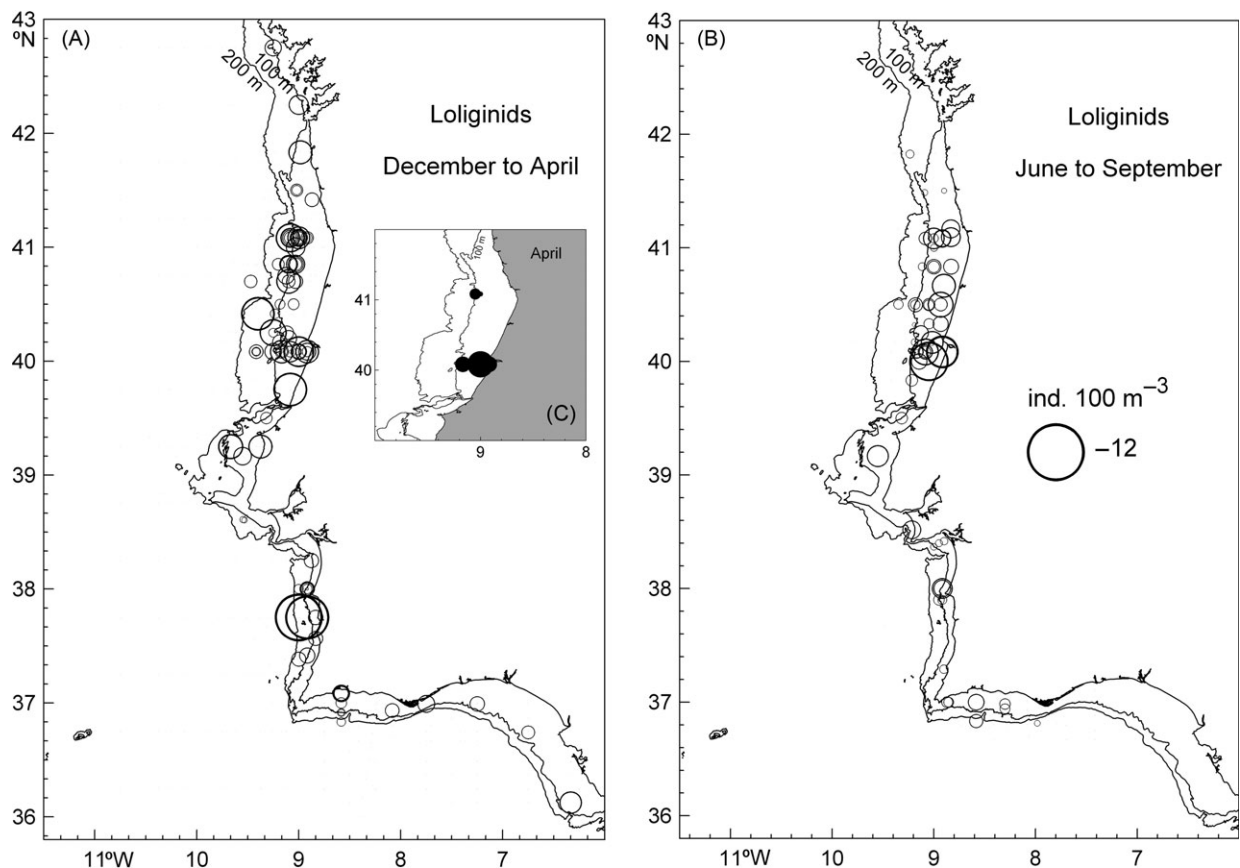 43
ºN
42
41
40
39
38
37
36
11ºW
10
9
8
7
(A)
200 m
100 m
Loliginids
December to April
April
100 m
41
40
9
8
(C)
43
ºN
42
41
40
39
38
37
36
11ºW
10
9
8
7
(B)
200 m
100 m
Loliginids
June to September
ind. 100 m⁻³
–12